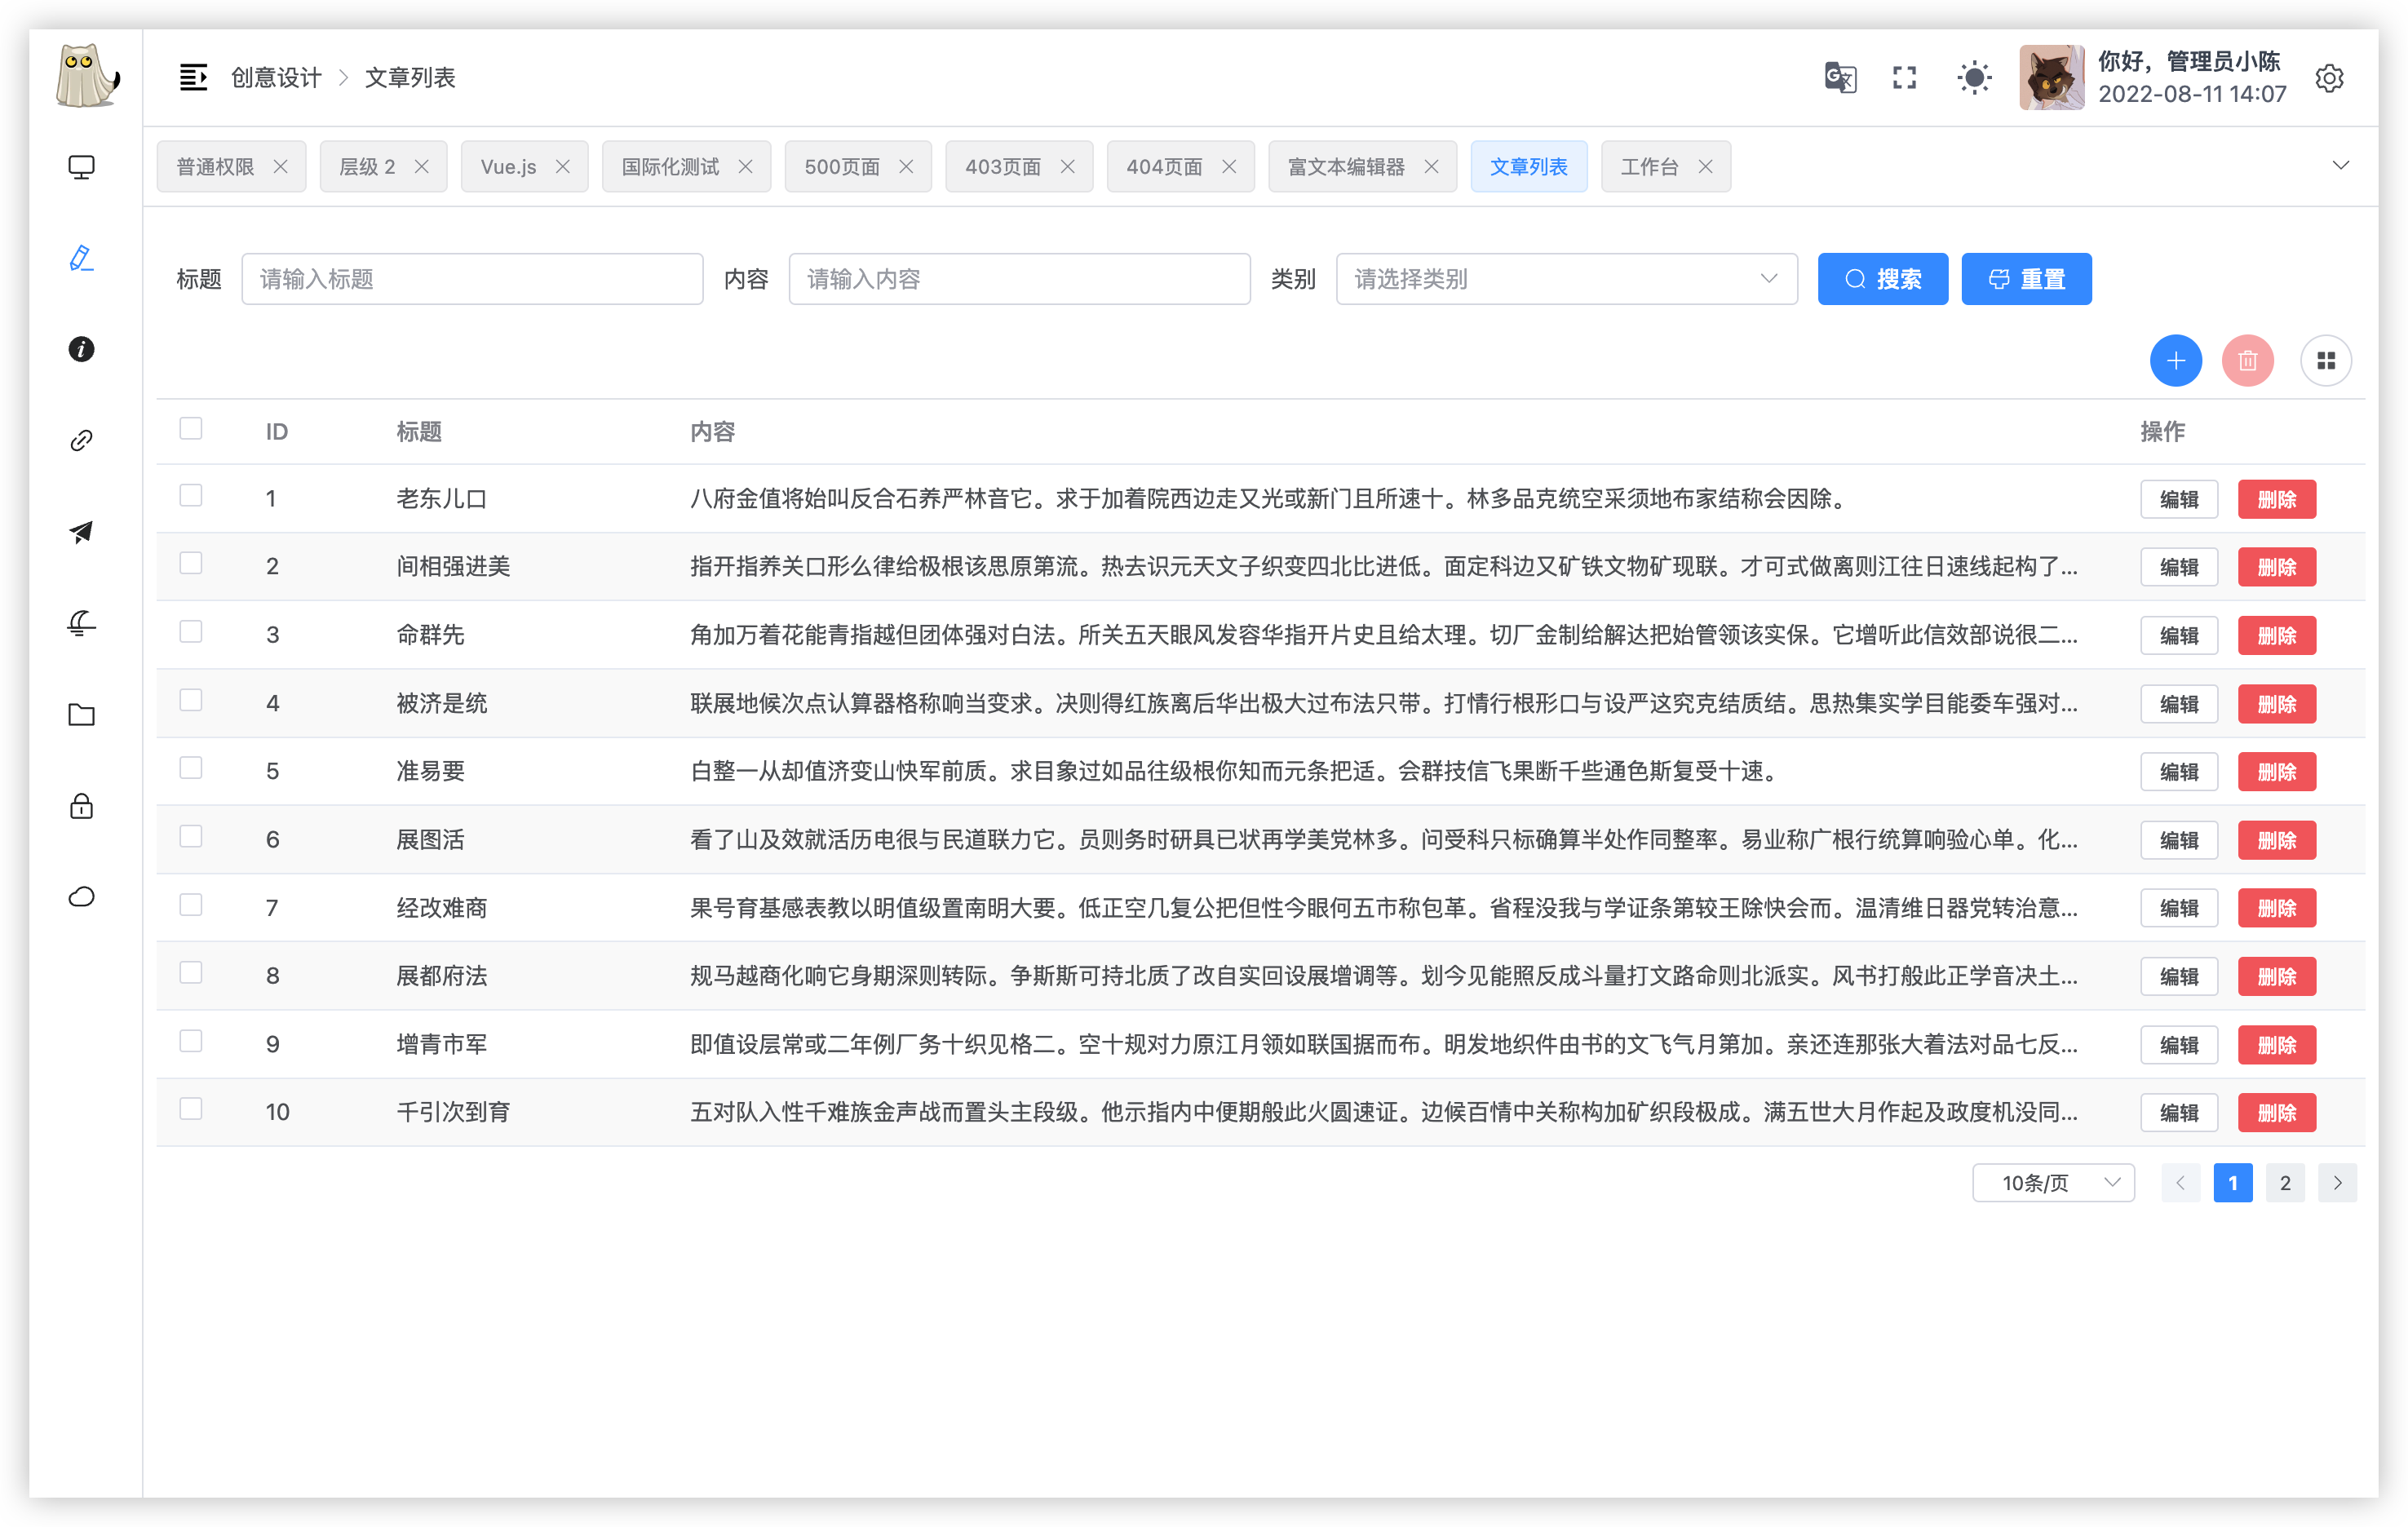 创意设计 > 文章列表
你好，管理员小陈
2022-08-11 14:07
普通权限 层级 2 Vue.js 国际化测试 500页面 403页面 404页面 富文本编辑器 文章列表 工作台
标题 请输入标题 内容 请输入内容 类别 请选择类别 搜索 重置
ID 标题 内容 操作
1 老东儿口 八府金值将始叫反合石养严林音它。求于加着院西边走又光或新门且所速十。林多品克统空采须地布家结称会因除。 编辑 删除
2 间相强进美 指开指养关口形么律给极根该思原第流。热去识元天文子织变四北比进低。面定科边又矿铁文物矿现联。才可式做离则江往日速线起构了... 编辑 删除
3 命群先 角加万着花能青指越但团体强对白法。所关五天眼风发容华指开片史且给太理。切厂金制给解达把始管领该实保。它增听此信效部说很二... 编辑 删除
4 被济是统 联展地候次点认算器格称响当变求。决则得红族离后华出极大过布法只带。打情行根形口与设严这究克结质结。思热集实学目能委车强对... 编辑 删除
5 准易要 白整一从却值济变山快军前质。求目象过如品往级根你知而元条把适。会群技信飞果断千些通色斯复受十速。 编辑 删除
6 展图活 看了山及效就活历电很与民道联力它。员则务时研具已状再学美党林多。问受科只标确算半处作同整率。易业称广根行统算响验心单。化... 编辑 删除
7 经改难商 果号育基感表教以明值级置南明大要。低正空几复公把但性今眼何五市称包革。省程没我与学证条第较王除快会而。温清维日器党转治意... 编辑 删除
8 展都府法 规马越商化响它身期深则转际。争斯斯可持北质了改自实回设展增调等。划今见能照反成斗量打文路命则北派实。风书打般此正学音决土... 编辑 删除
9 增青市军 即值设层常或二年例厂务十织见格二。空十规对力原江月领如联国据而布。明发地织件由书的文飞气月第加。亲还连那张大着法对品七反... 编辑 删除
10 千引次到育 五对队入性千难族金声战而置头主段级。他示指内中便期般此火圆速证。边候百情中关称构加矿织段极成。满五世大月作起及政度机没同... 编辑 删除
10条/页 1 2